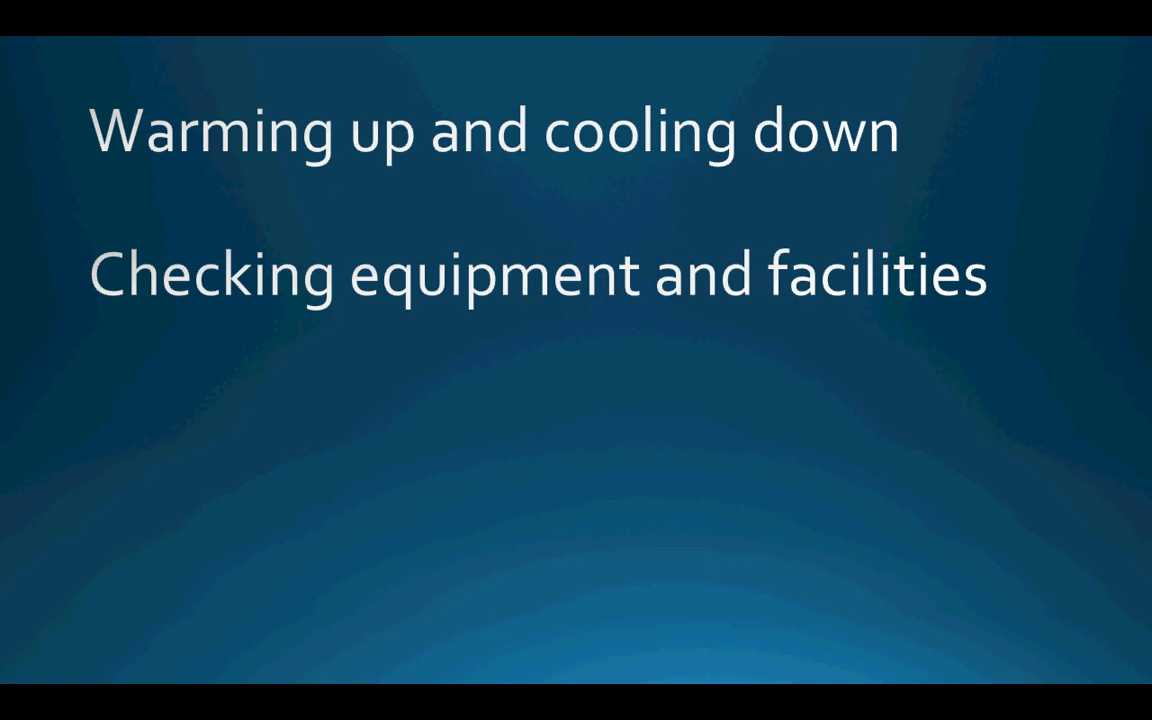 Warming up and cooling down
Checking equipment and facilities